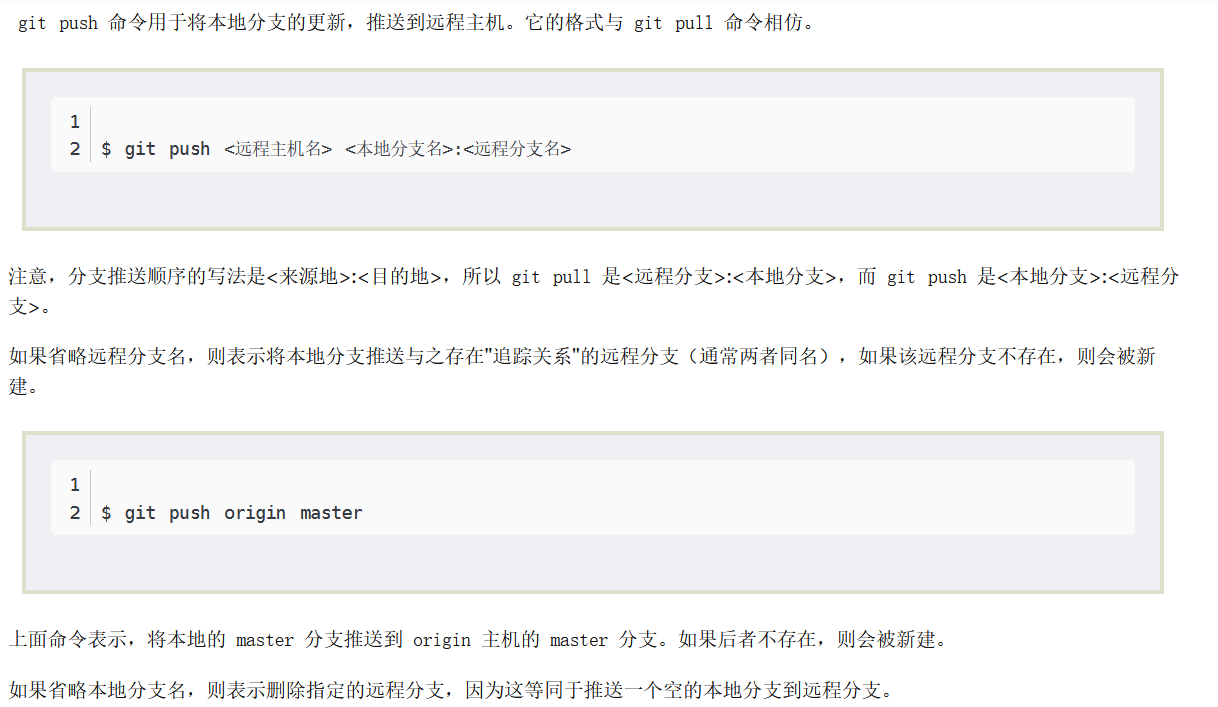 git push 命令用于将本地分支的更新，推送到远程主机。它的格式与 git pull 命令相仿。
1
2 $ git push <远程主机名> <本地分支名>:<远程分支名>
注意，分支推送顺序的写法是<来源地>:<目的地>，所以 git pull 是<远程分支>:<本地分支>，而 git push 是<本地分支>:<远程分
支>。
如果省略远程分支名，则表示将本地分支推送与之存在"追踪关系"的远程分支（通常两者同名），如果该远程分支不存在，则会被新
建。
1
2 $ git push origin master
上面命令表示，将本地的 master 分支推送到 origin 主机的 master 分支。如果后者不存在，则会被新建。
如果省略本地分支名，则表示删除指定的远程分支，因为这等同于推送一个空的本地分支到远程分支。